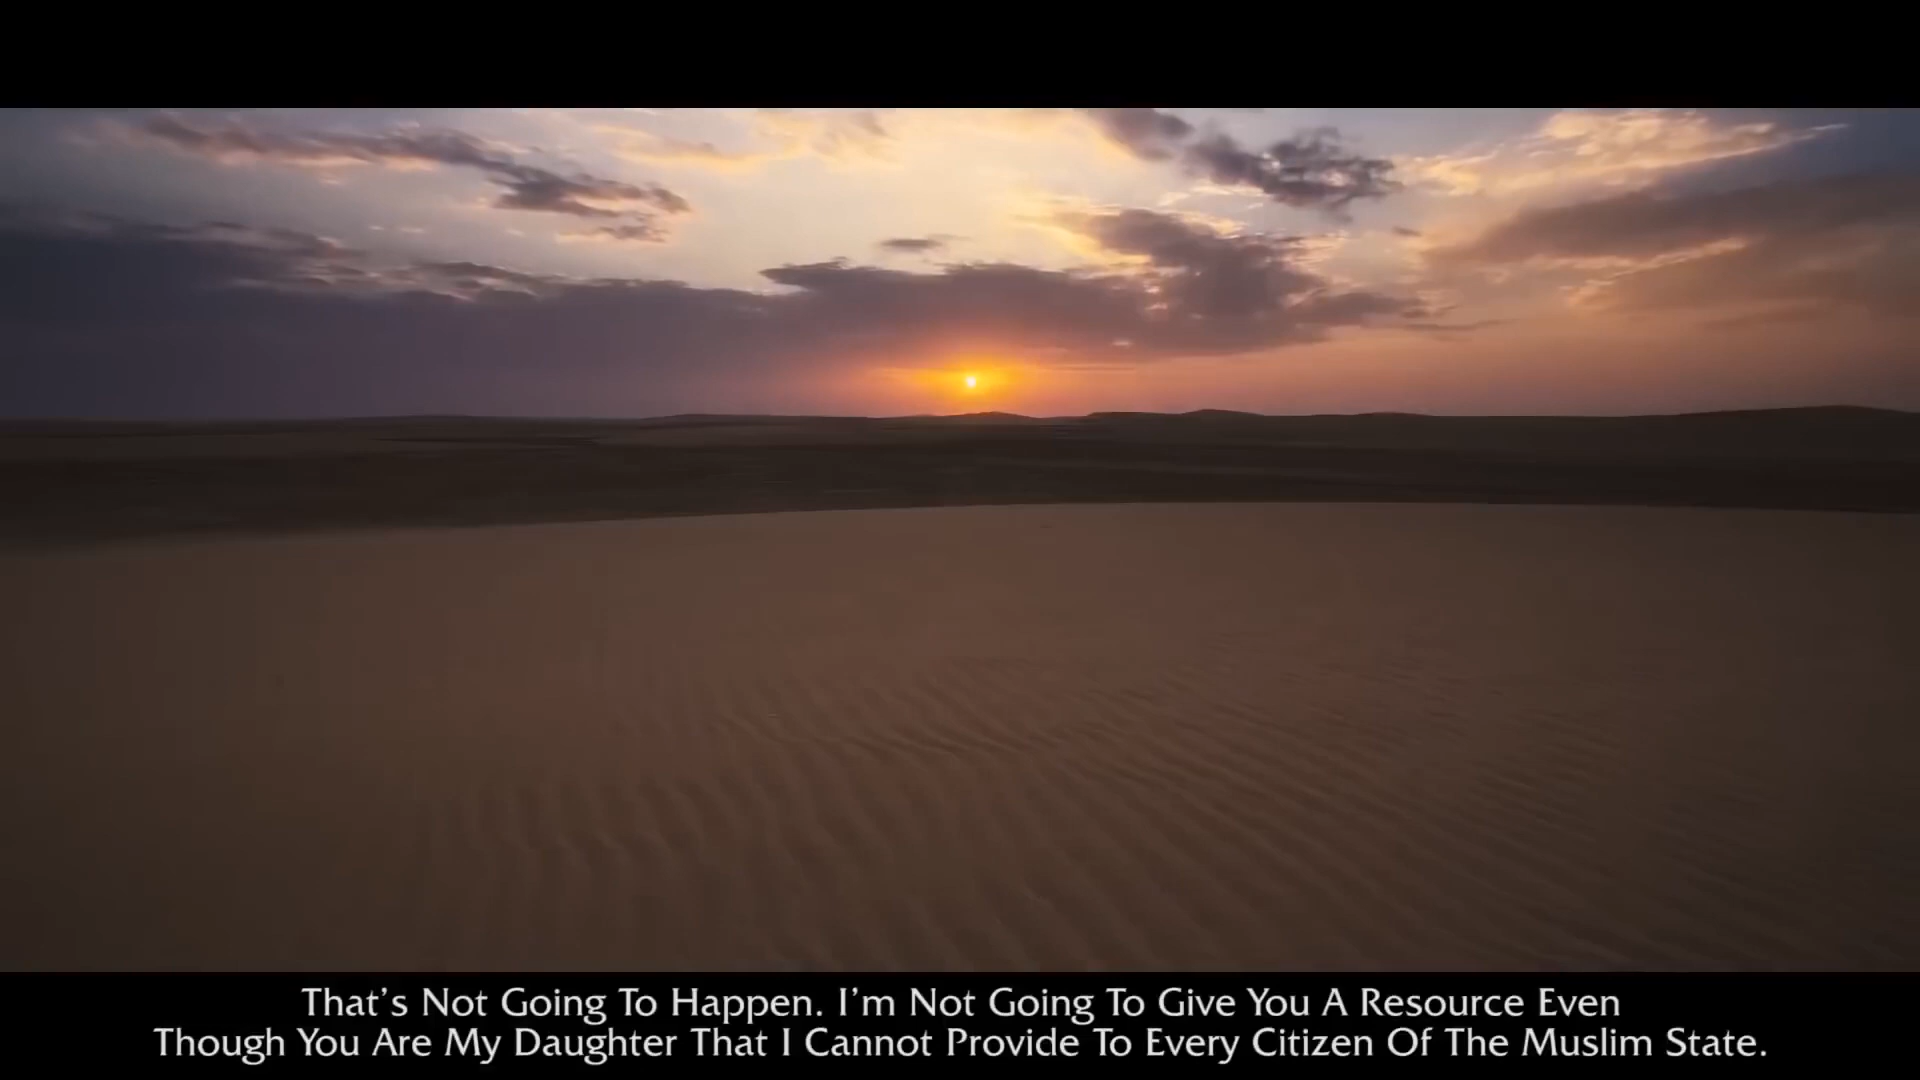 That's Not Going To Happen. I'm Not Going To Give You A Resource Even
Though You Are My Daughter That I Cannot Provide To Every Citizen Of The Muslim State.